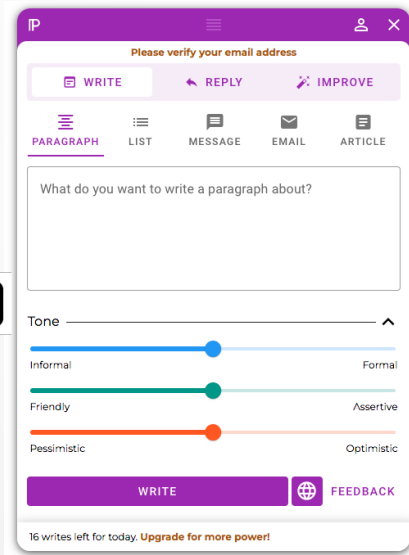 Please verify your email address
WRITE REPLY IMPROVE
PARAGRAPH LIST MESSAGE EMAIL ARTICLE
What do you want to write a paragraph about?
Tone
Informal Formal
Friendly Assertive
Pessimistic Optimistic
WRITE FEEDBACK
16 writes left for today. Upgrade for more power!